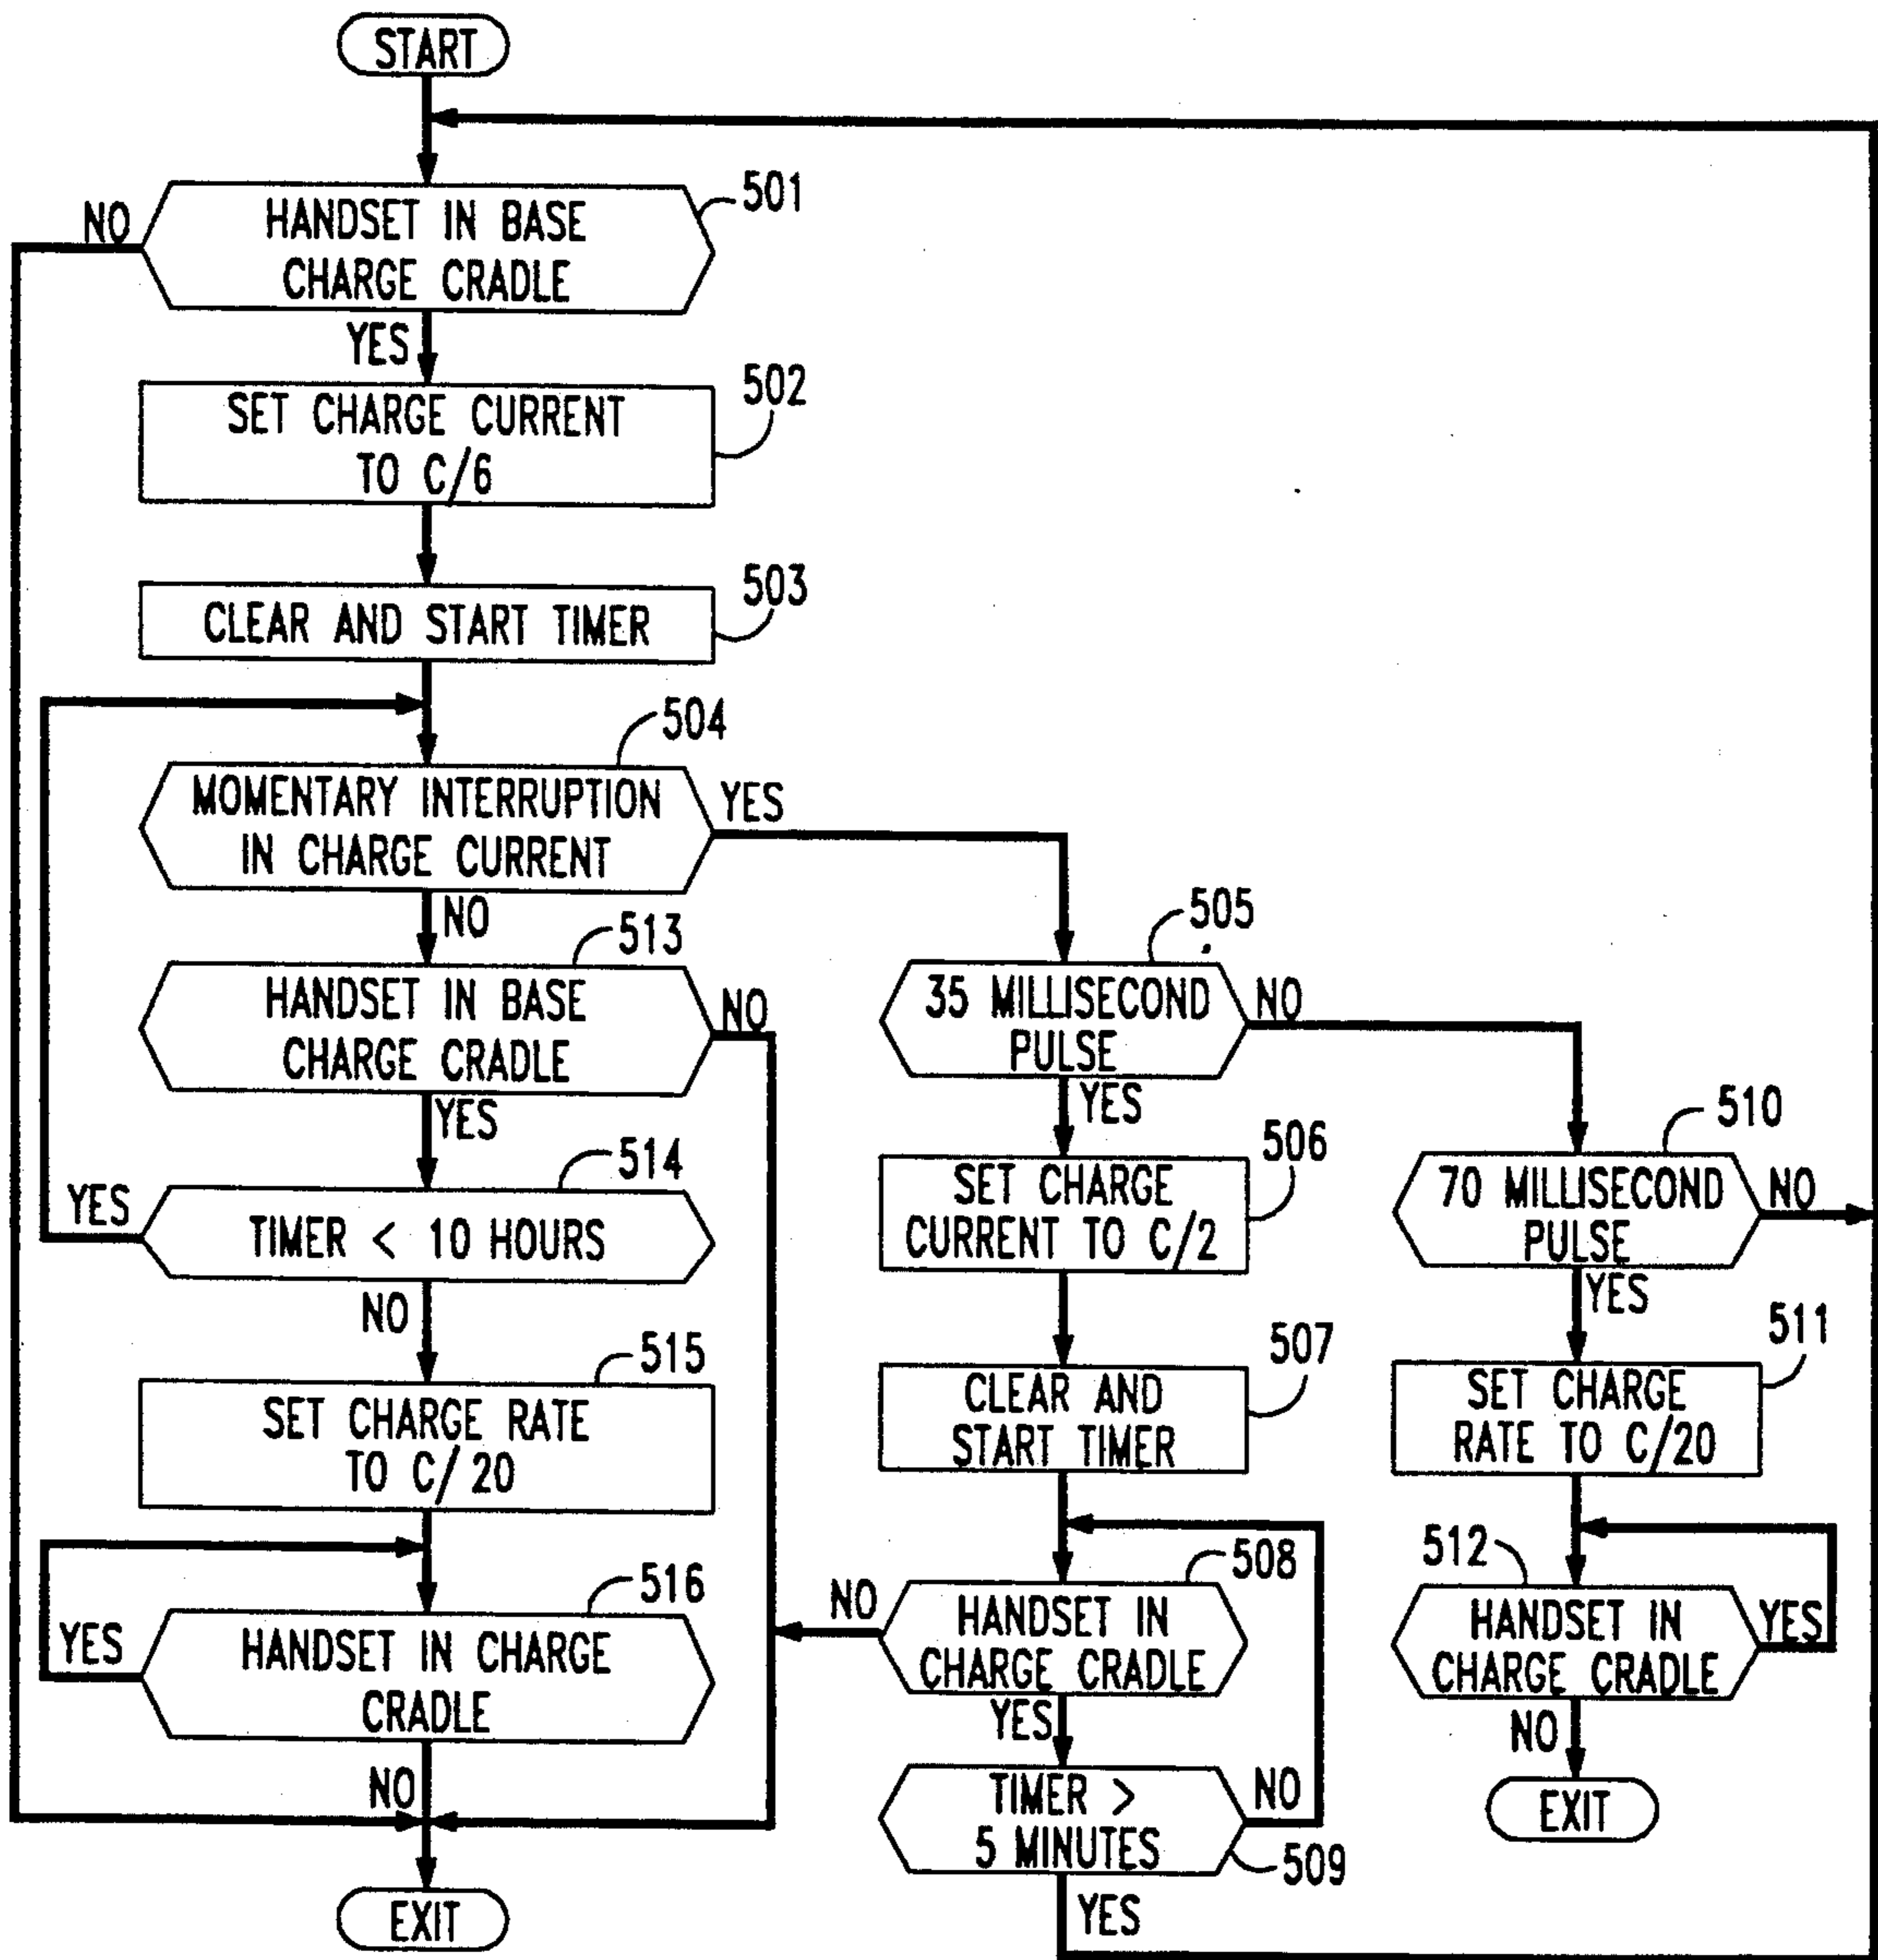 START
NO
HANDSET IN BASE
CHARGE CRADLE
501
YES
SET CHARGE CURRENT
TO C/6
502
CLEAR AND START TIMER
503
MOMENTARY INTERRUPTION
IN CHARGE CURRENT
504
YES
NO
HANDSET IN BASE
CHARGE CRADLE
513
NO
YES
TIMER < 10 HOURS
514
YES
NO
SET CHARGE RATE
TO C/20
515
HANDSET IN CHARGE
CRADLE
516
YES
NO
EXIT
35 MILLISECOND
PULSE
505
NO
YES
SET CHARGE
CURRENT TO C/2
506
CLEAR AND
START TIMER
507
HANDSET IN
CHARGE CRADLE
508
NO
YES
TIMER >
5 MINUTES
509
NO
YES
70 MILLISECOND
PULSE
510
NO
YES
SET CHARGE
RATE TO C/20
511
HANDSET IN
CHARGE CRADLE
512
YES
NO
EXIT